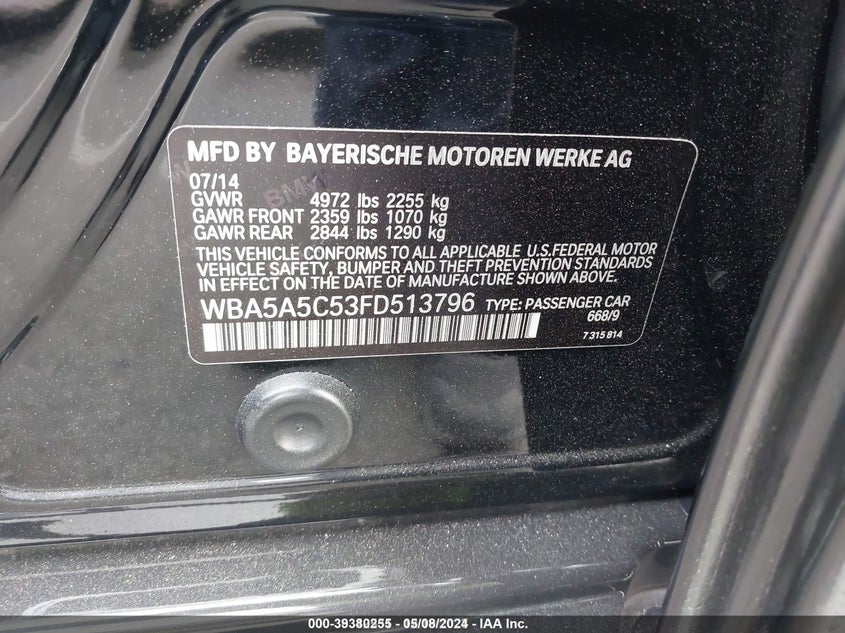 MFD BY BAYERISCHE MOTOREN WERKE AG
07/14
GVWR 4972 lbs 2255 kg
GAWR FRONT 2359 lbs 1070 kg
GAWR REAR 2844 lbs 1290 kg
THIS VEHICLE CONFORMS TO ALL APPLICABLE U.S.FEDERAL MOTOR
VEHICLE SAFETY, BUMPER AND THEFT PREVENTION STANDARDS
IN EFFECT ON THE DATE OF MANUFACTURE SHOWN ABOVE.
WBA5A5C53FD513796 TYPE: PASSENGER CAR
668/9
7 315 814
000-39380255 - 05/08/2024 - IAA Inc.